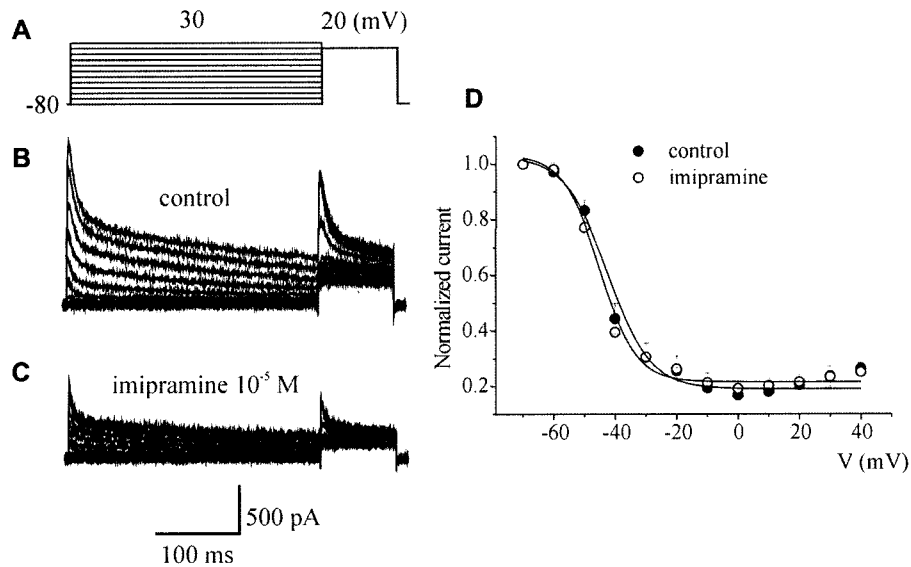 A
30
20 (mV)
-80
B
control
C
imipramine 10⁻⁵ M
500 pA
100 ms
D
control
imipramine
Normalized current
1.0
0.8
0.6
0.4
0.2
-60 -40 -20 0 20 40
V (mV)